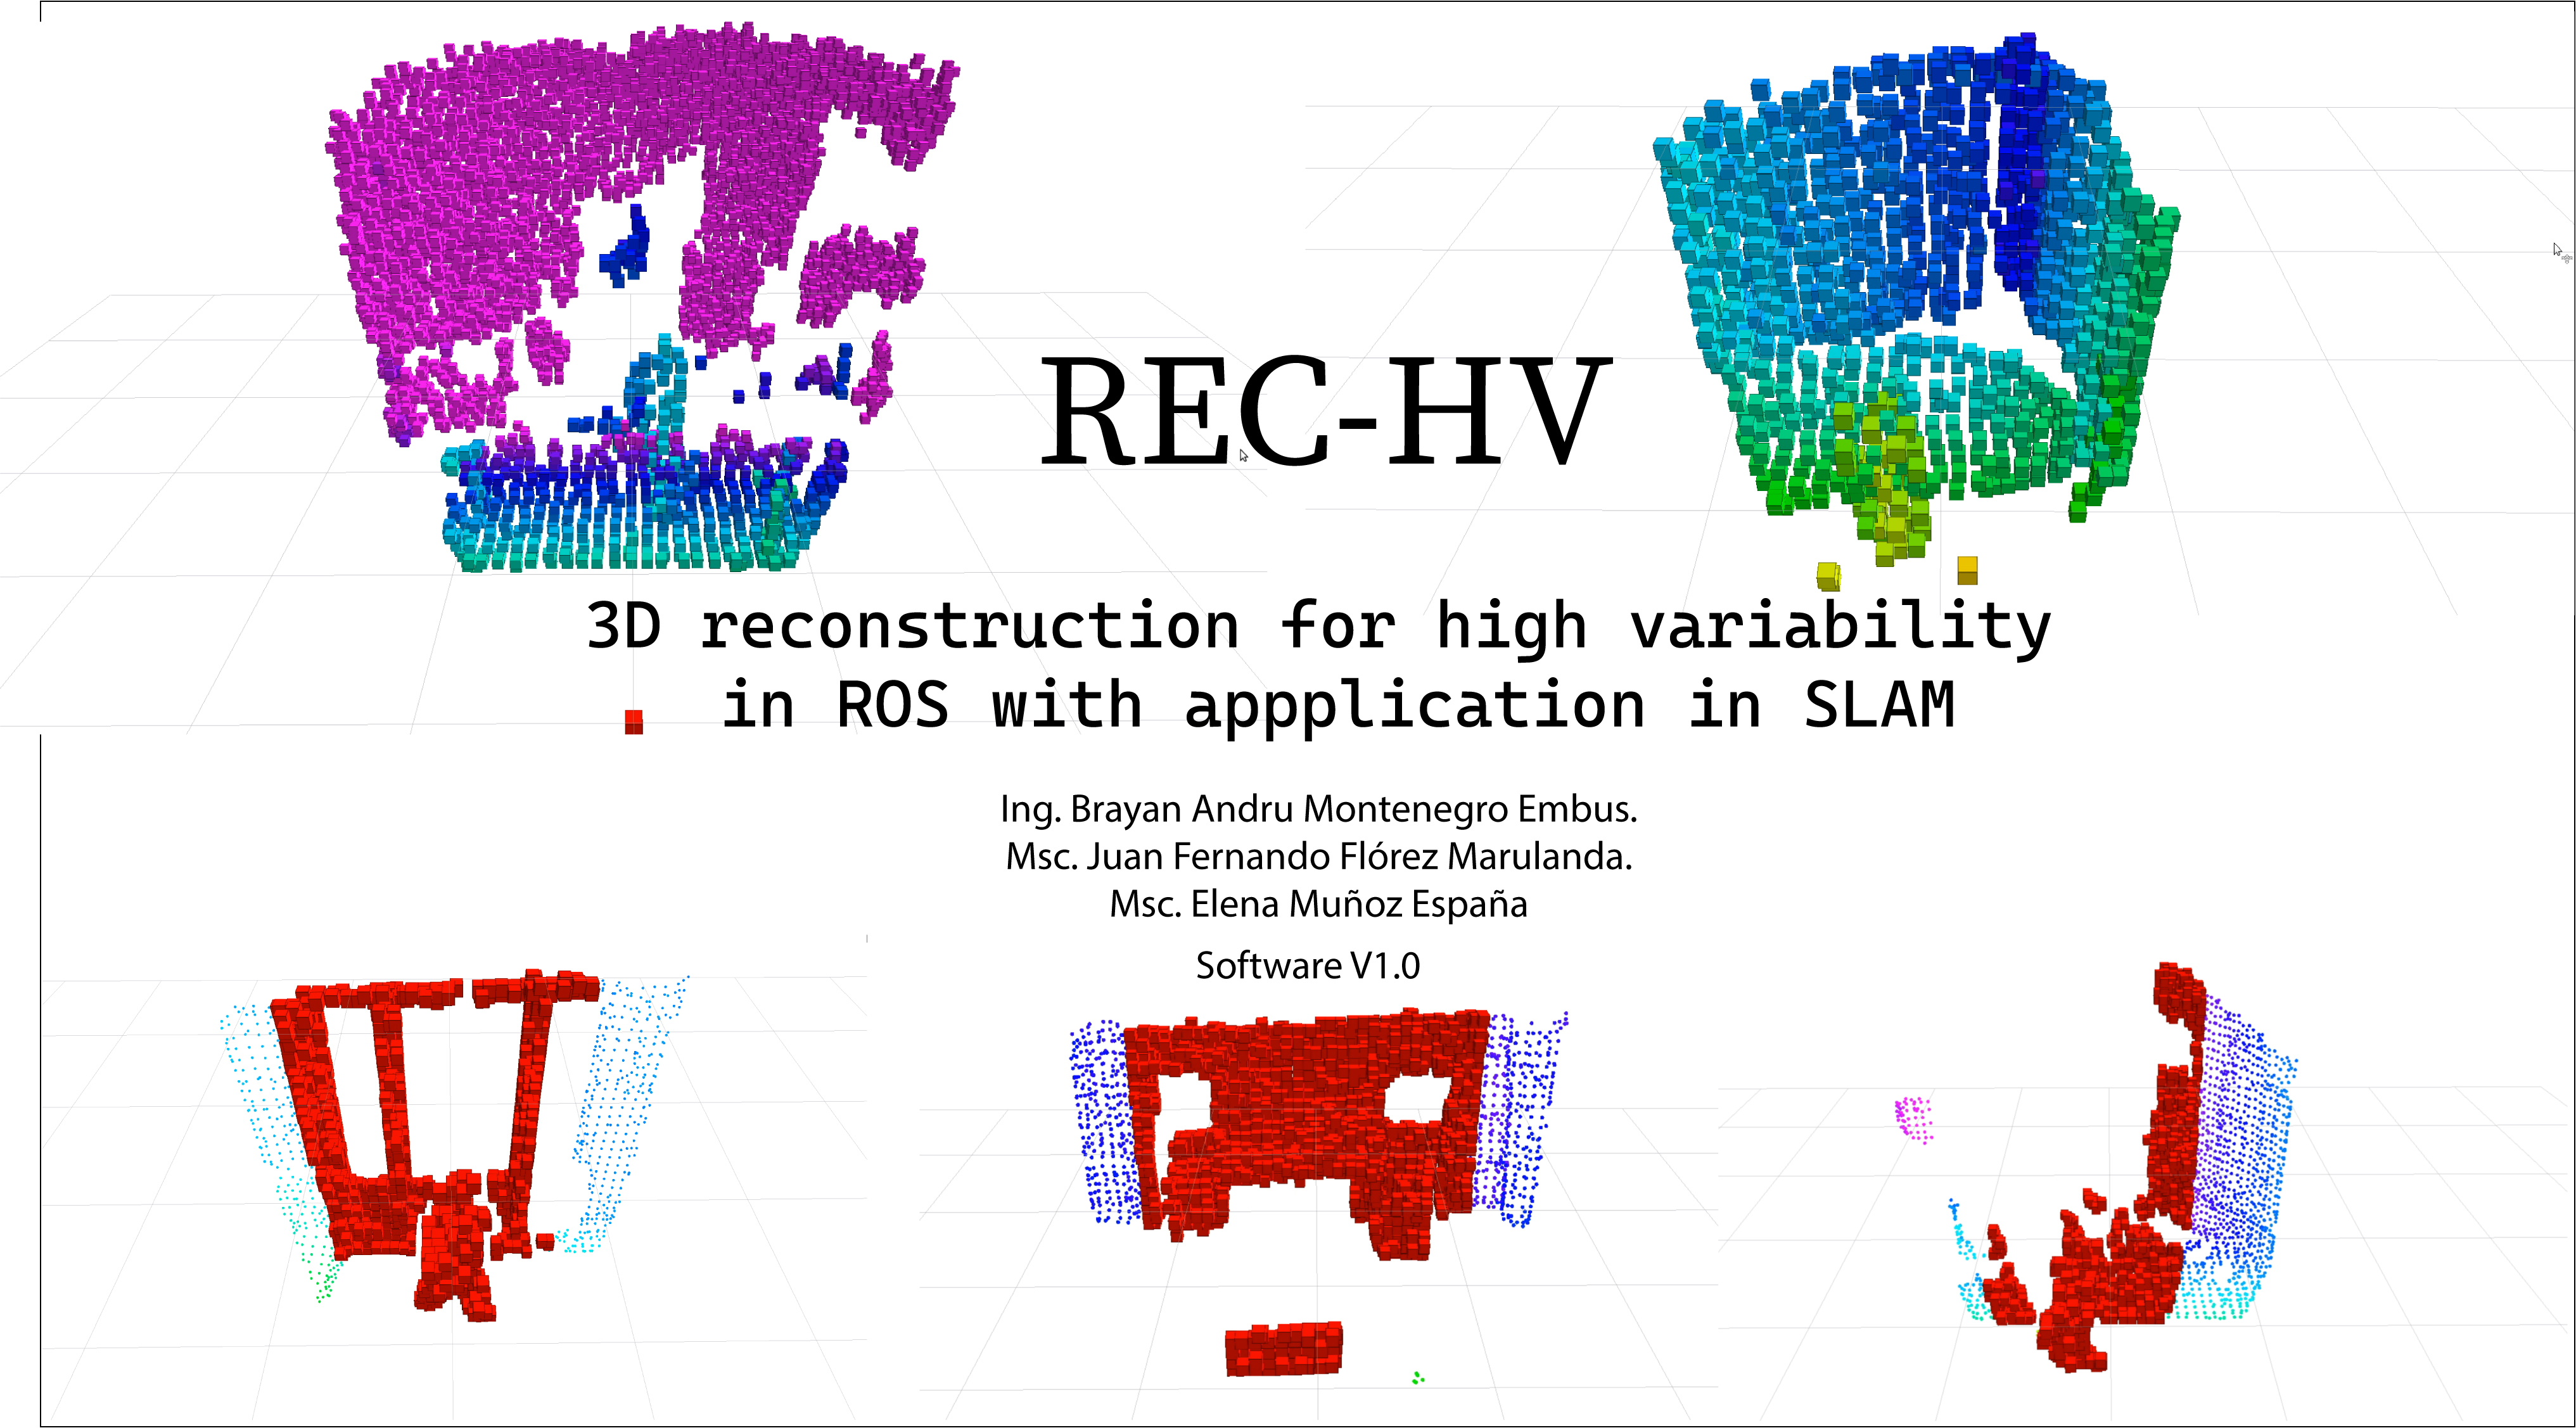 REC-HV
3D reconstruction for high variability
in ROS with appplication in SLAM
Ing. Brayan Andru Montenegro Embus.
Msc. Juan Fernando Flórez Marulanda.
Msc. Elena Muñoz España
Software V1.0